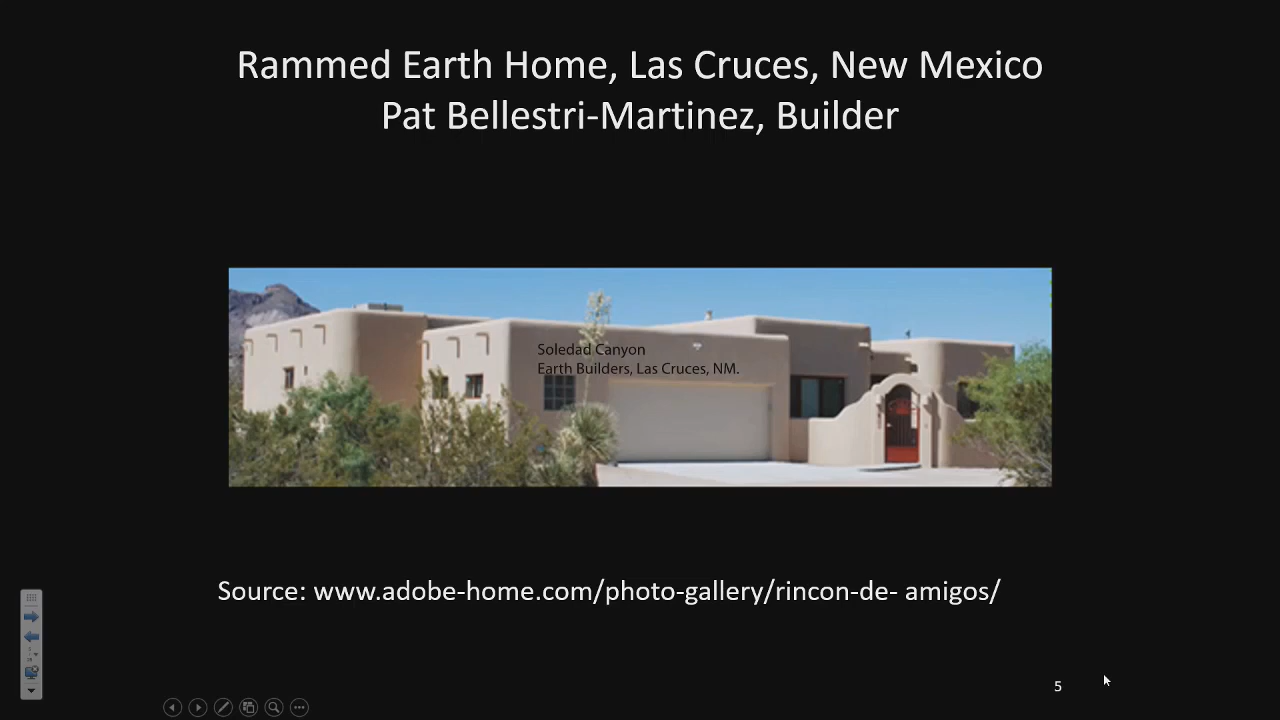 Rammed Earth Home, Las Cruces, New Mexico
Pat Bellestri-Martinez, Builder
Soledad Canyon
Earth Builders, Las Cruces, NM.
Source: www.adobe-home.com/photo-gallery/rincon-de- amigos/
5